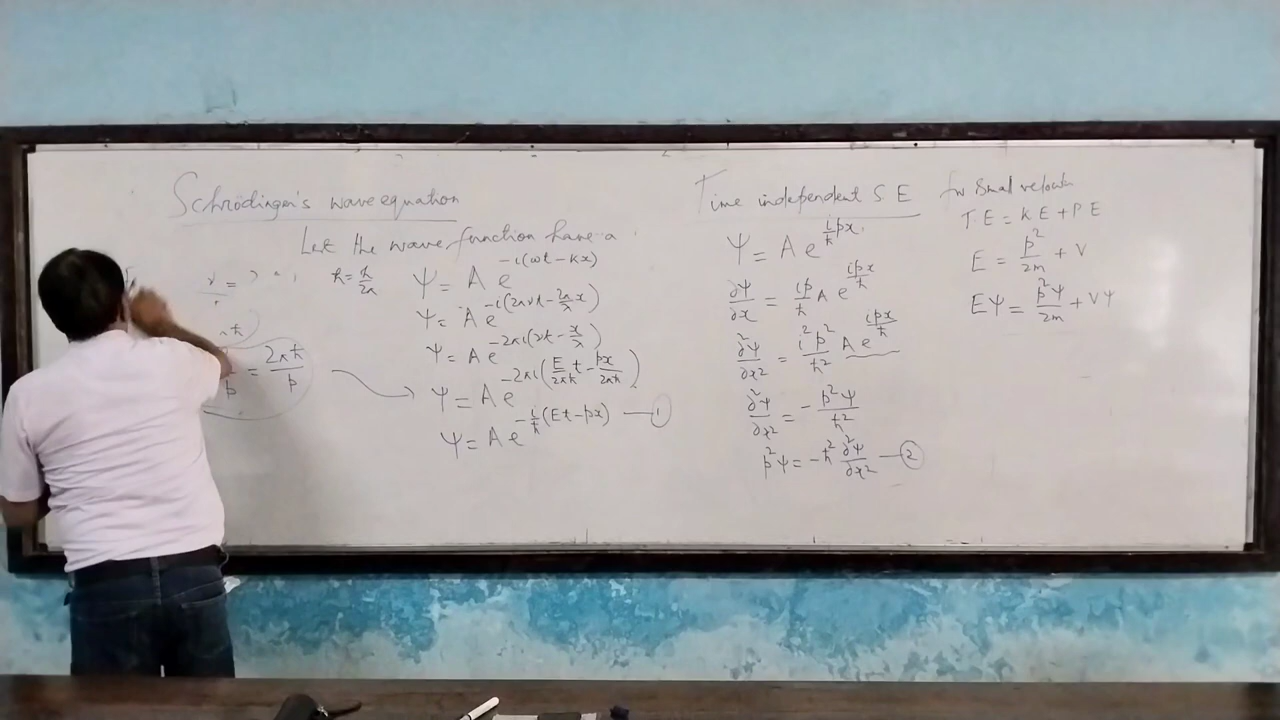 Schrödinger's wave equation
Let the wave function have a
ħ = h/2π
= 2πħ/p
Ψ = A e^{-i(ωt - kx)}
Ψ = A e^{-i(2πνt - 2π/λ x)}
Ψ = A e^{-2πi(νt - x/λ)}
Ψ = A e^{-2πi(E/2πħ t - px/2πħ)}
Ψ = A e^{-i/ħ(Et - px)} — ①
Time independent S E
Ψ = A e^{i/ħ px}
∂Ψ/∂x = ip/ħ A e^{ipx/ħ}
∂²Ψ/∂x² = i²p²/ħ² A e^{ipx/ħ}
∂²Ψ/∂x² = - p²Ψ/ħ²
p²Ψ = -ħ² ∂²Ψ/∂x² — ②
for small
T.E = K E + P E
E = p²/2m + V
EΨ = p²Ψ/2m + VΨ